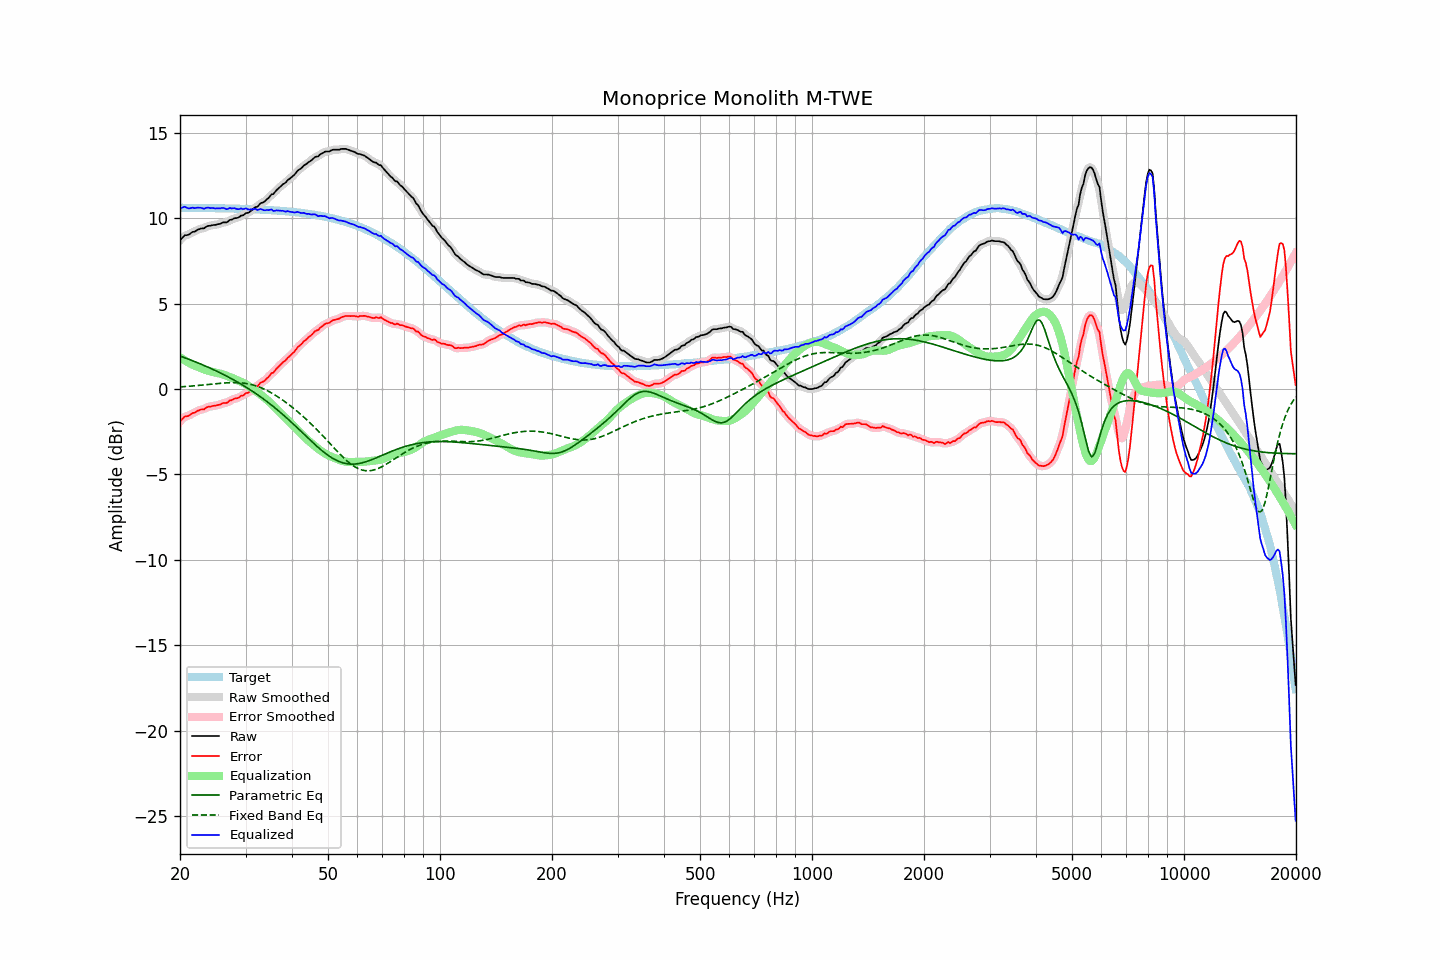 Monoprice Monolith M-TWE
Amplitude (dBr)
15
10
5
0
−5
−10
−15
−20
−25
Target
Raw Smoothed
Error Smoothed
Raw
Error
Equalization
Parametric Eq
Fixed Band Eq
Equalized
20 50 100 200 500 1000 2000 5000 10000 20000
Frequency (Hz)